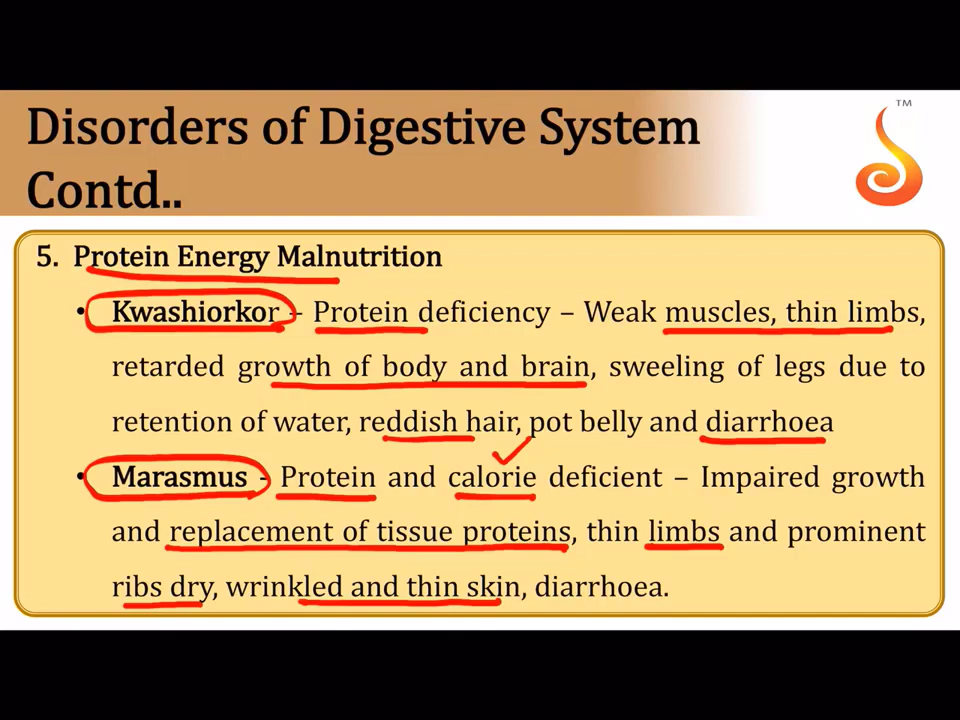 Disorders of Digestive System
Contd..
TM
5. Protein Energy Malnutrition
• Kwashiorkor – Protein deficiency – Weak muscles, thin limbs,
retarded growth of body and brain, sweeling of legs due to
retention of water, reddish hair, pot belly and diarrhoea
• Marasmus - Protein and calorie deficient – Impaired growth
and replacement of tissue proteins, thin limbs and prominent
ribs dry, wrinkled and thin skin, diarrhoea.